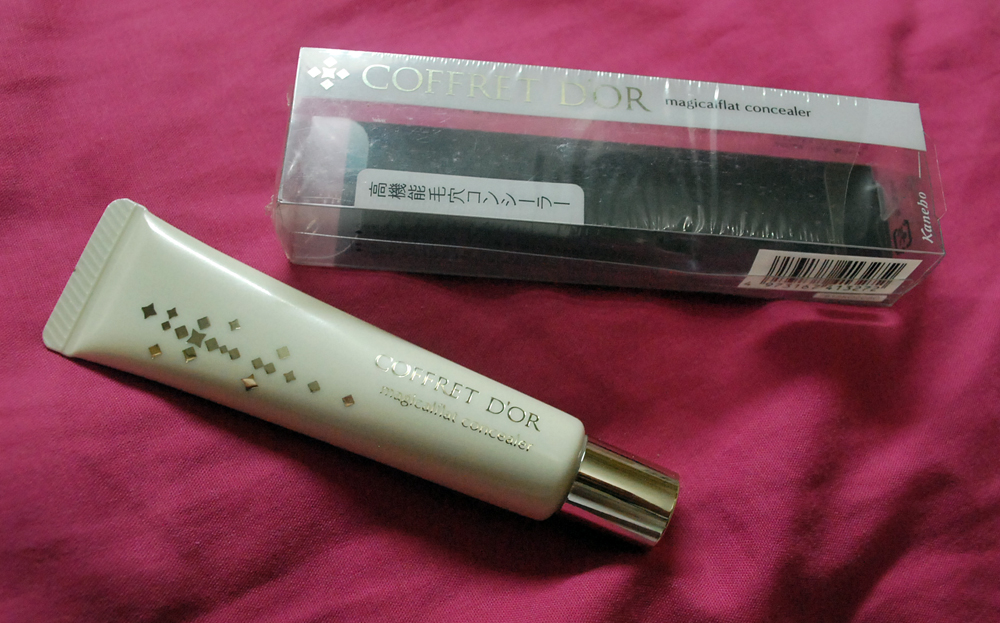 COFFRET D'OR magicalflat concealer
高機能毛穴コンシーラー
Kanebo
COFFRET D'OR
magicalflat concealer